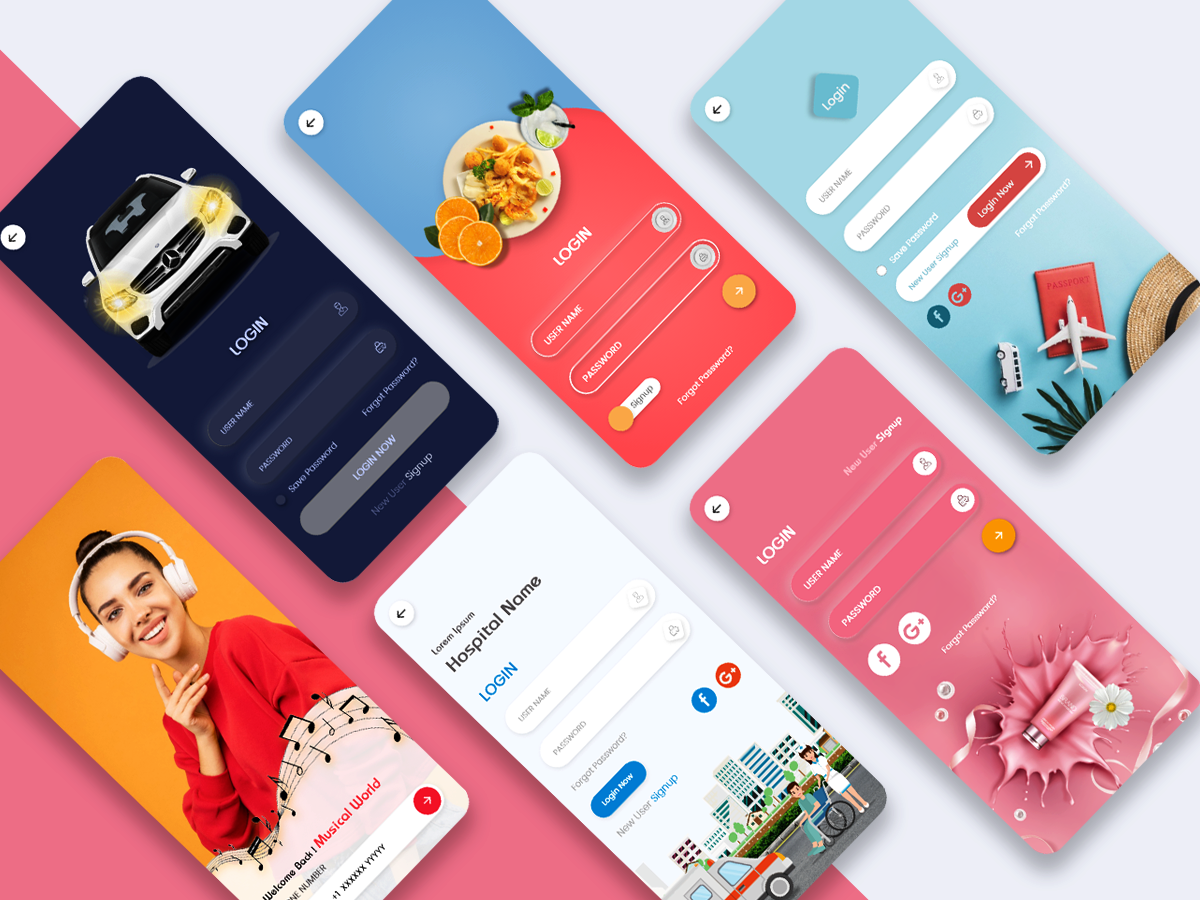 LOGIN
USER NAME
PASSWORD
Save Password
Forgot Password?
LOGIN NOW
New User Signup
LOGIN
USER NAME
PASSWORD
Signup
Forgot Password?
Login
USER NAME
PASSWORD
Save Password
Login Now
New User Signup
Forgot Password?
PASSPORT
f
G+
Welcome Back! Musical World
NE NUMBER
+1 XXXXXX YYYYY
Lorem Ipsum
Hospital Name
LOGIN
USER NAME
PASSWORD
Forgot Password?
Login Now
New User Signup
f
G+
New User Signup
LOGIN
USER NAME
PASSWORD
f
G+
Forgot Password?